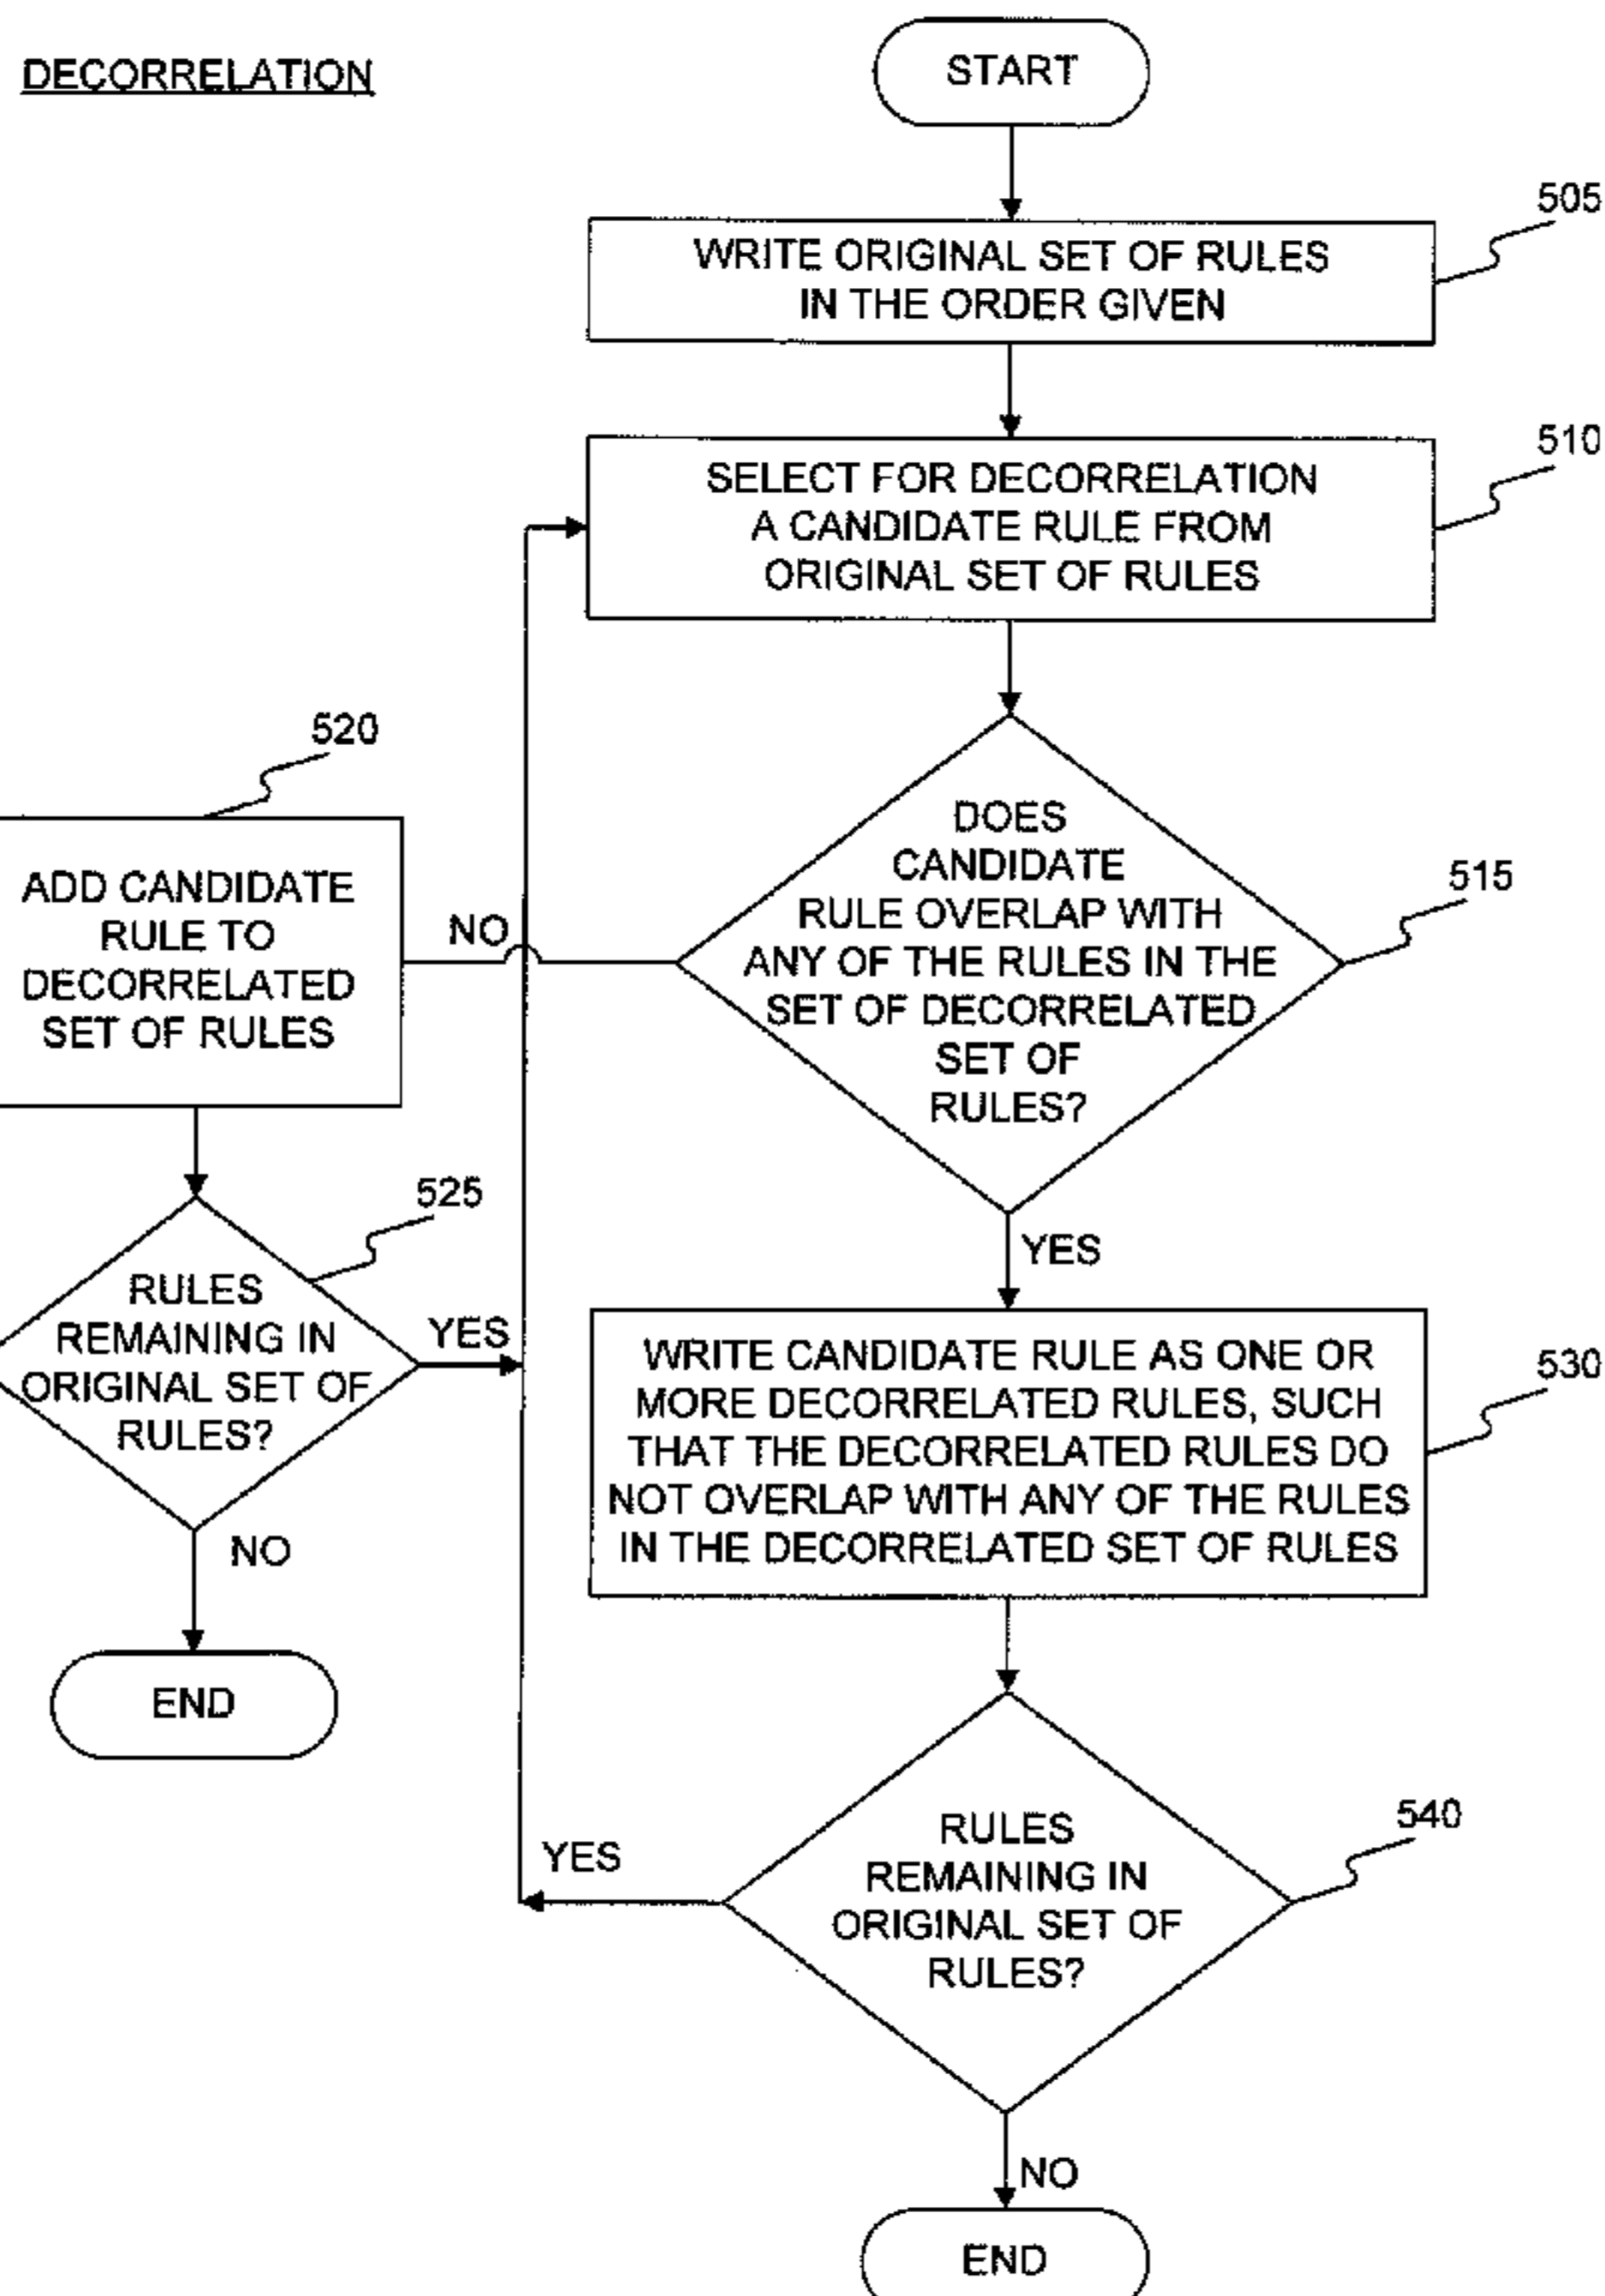 DECORRELATION
START
505
WRITE ORIGINAL SET OF RULES
IN THE ORDER GIVEN
510
SELECT FOR DECORRELATION
A CANDIDATE RULE FROM
ORIGINAL SET OF RULES
515
DOES
CANDIDATE
RULE OVERLAP WITH
ANY OF THE RULES IN THE
SET OF DECORRELATED
SET OF
RULES?
NO
520
ADD CANDIDATE
RULE TO
DECORRELATED
SET OF RULES
525
RULES
REMAINING IN
ORIGINAL SET OF
RULES?
YES
NO
END
YES
530
WRITE CANDIDATE RULE AS ONE OR
MORE DECORRELATED RULES, SUCH
THAT THE DECORRELATED RULES DO
NOT OVERLAP WITH ANY OF THE RULES
IN THE DECORRELATED SET OF RULES
540
RULES
REMAINING IN
ORIGINAL SET OF
RULES?
YES
NO
END